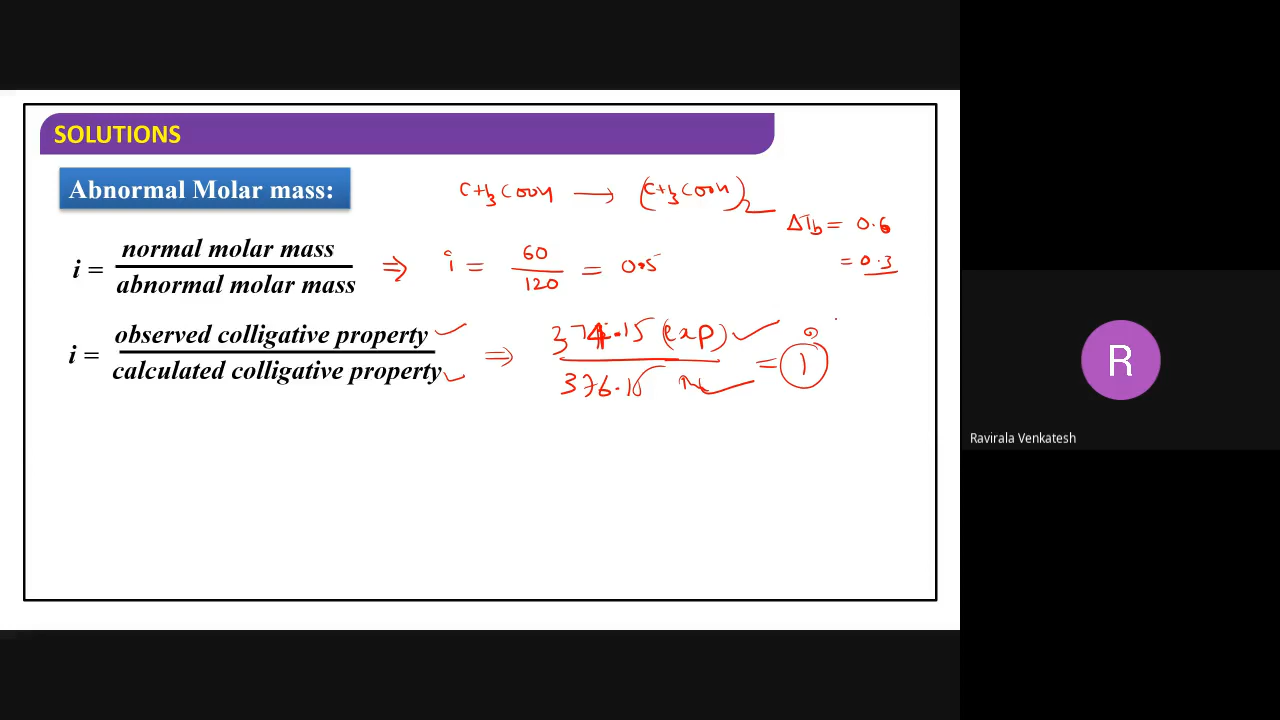 SOLUTIONS
Abnormal Molar mass:
CH3COOH → (CH3COOH)2
ΔTb = 0.6
= 0.3
i = normal molar mass / abnormal molar mass ⇒ i = 60 / 120 = 0.5
i = observed colligative property / calculated colligative property ⇒ 374.15 (exp) / 376.15 = 1
R
Ravirala Venkatesh